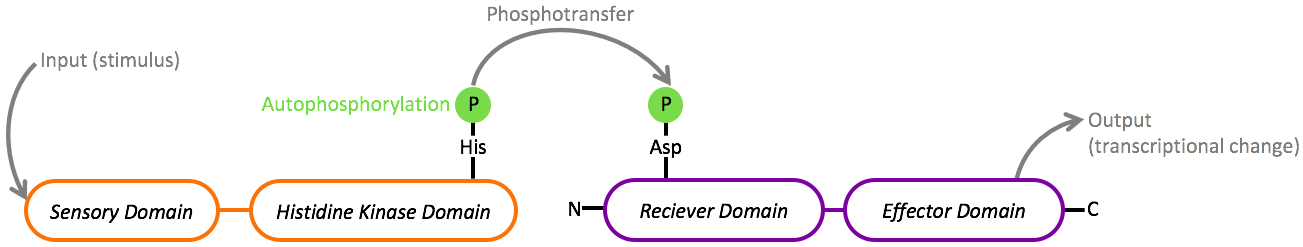 Phosphotransfer
Input (stimulus)
Autophosphorylation
P
P
His
Asp
Output
(transcriptional change)
Sensory Domain
Histidine Kinase Domain
N
Reciever Domain
Effector Domain
C